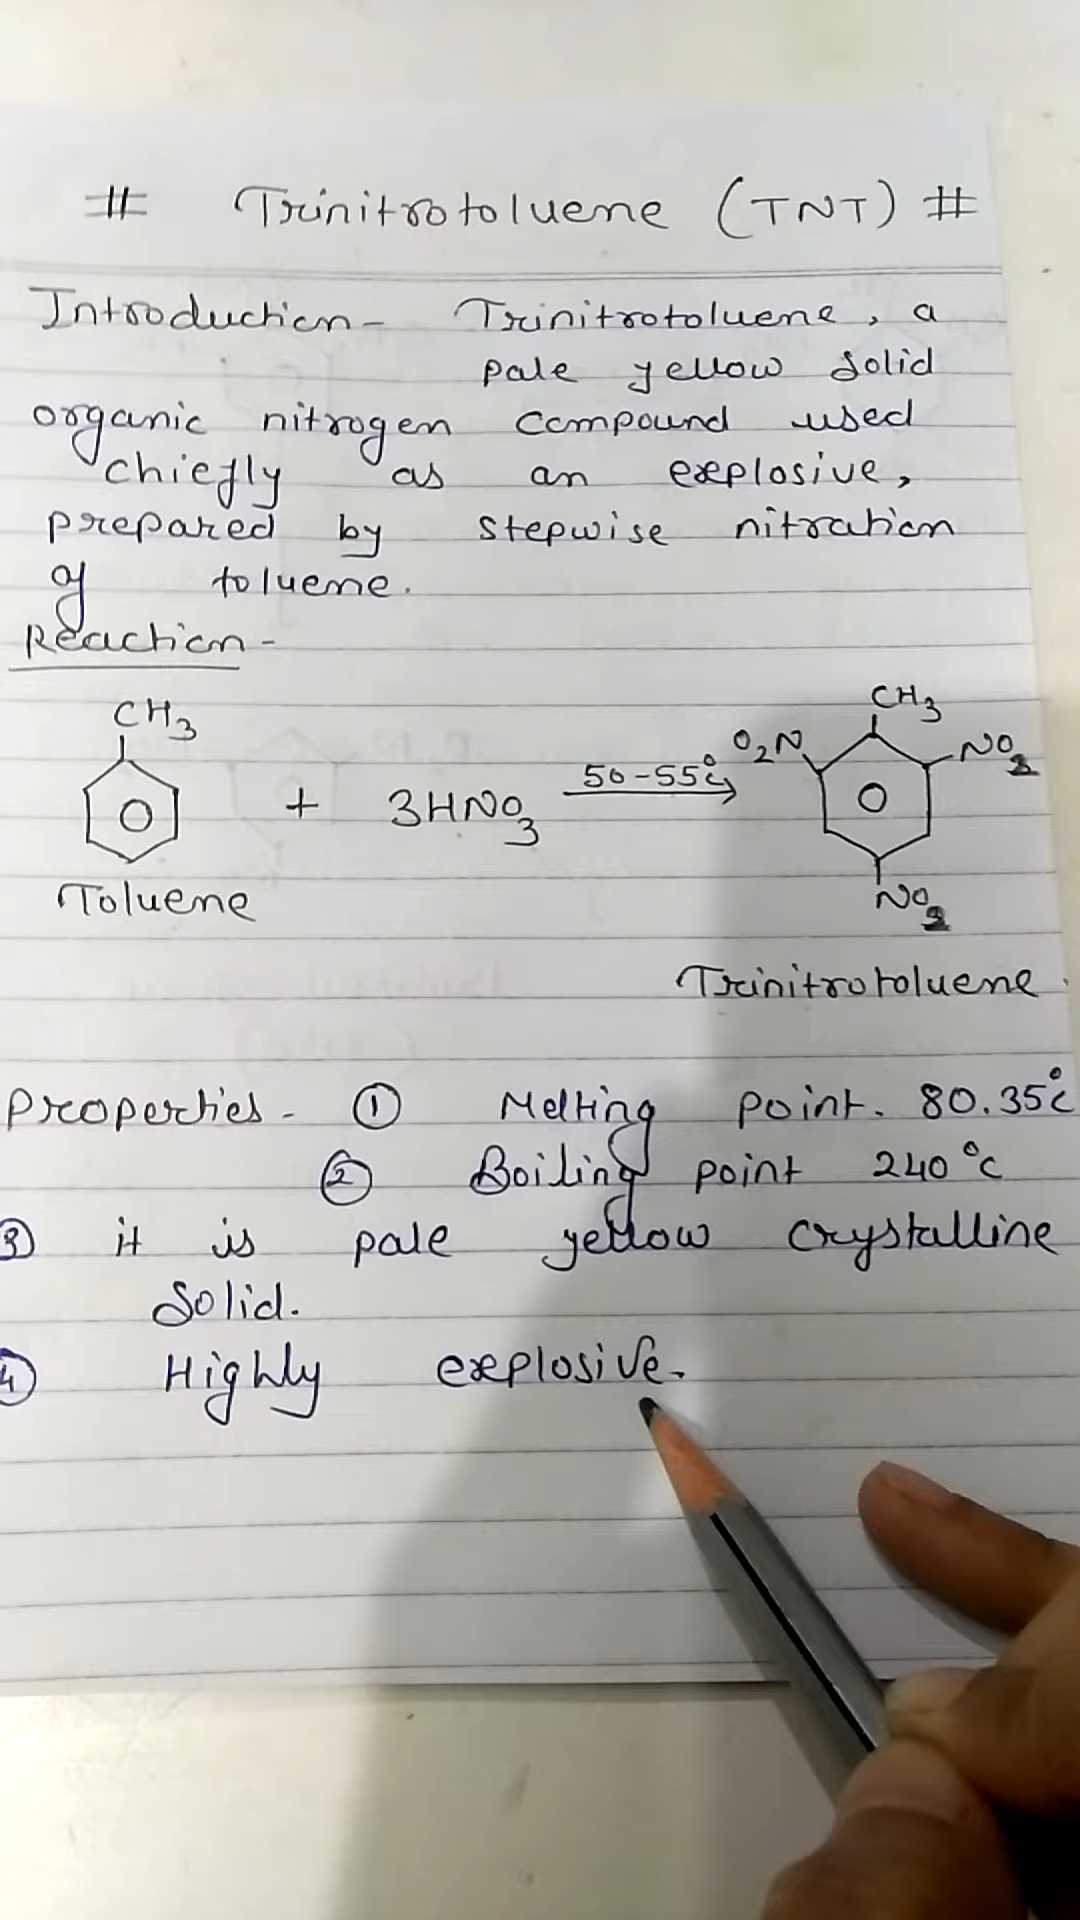 # Trinitrotoluene (TNT) #
Introduction - Trinitrotoluene, a
pale yellow solid
organic nitrogen compound used
chiefly as an explosive,
prepared by stepwise nitration
of toluene.
Reaction -
CH3
CH3
O2N
NO2
+ 3HNO3
50-55°C
Toluene
NO2
Trinitrotoluene.
Properties - ① Melting point. 80.35°C
② Boiling point 240°C
③ it is pale yellow crystalline
Solid.
④ Highly explosive.